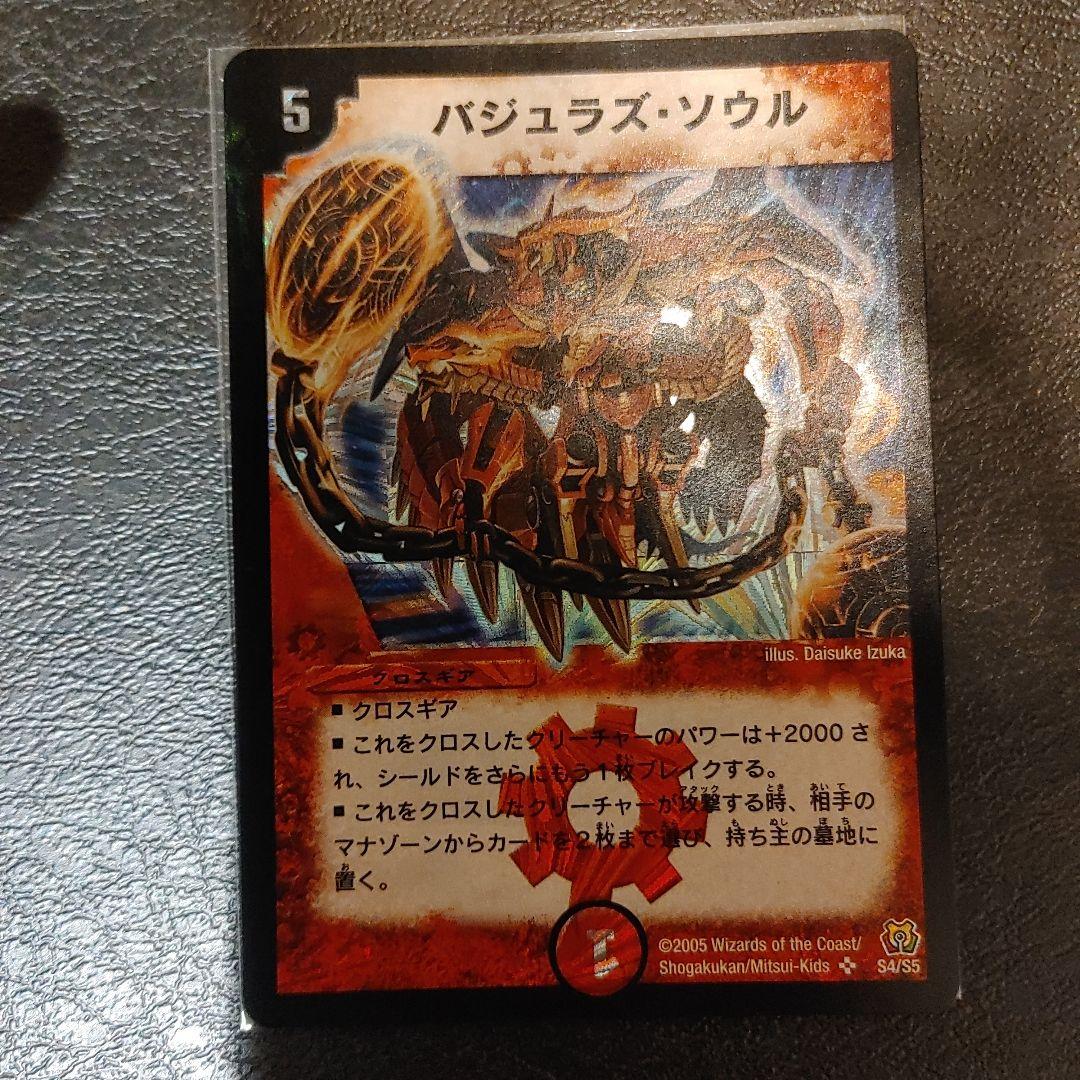 5
バジュラズ・ソウル
illus. Daisuke Izuka
クロスギア
■ クロスギア
■ これをクロスしたクリーチャーのパワーは+2000 さ
れ、シールドをさらにもう1枚ブレイクする。
■ これをクロスしたクリーチャーが攻撃する時、相手の
マナゾーンからカードを2枚まで選び、持ち主の墓地に
置く。
1
©2005 Wizards of the Coast/
Shogakukan/Mitsui-Kids
S4/S5